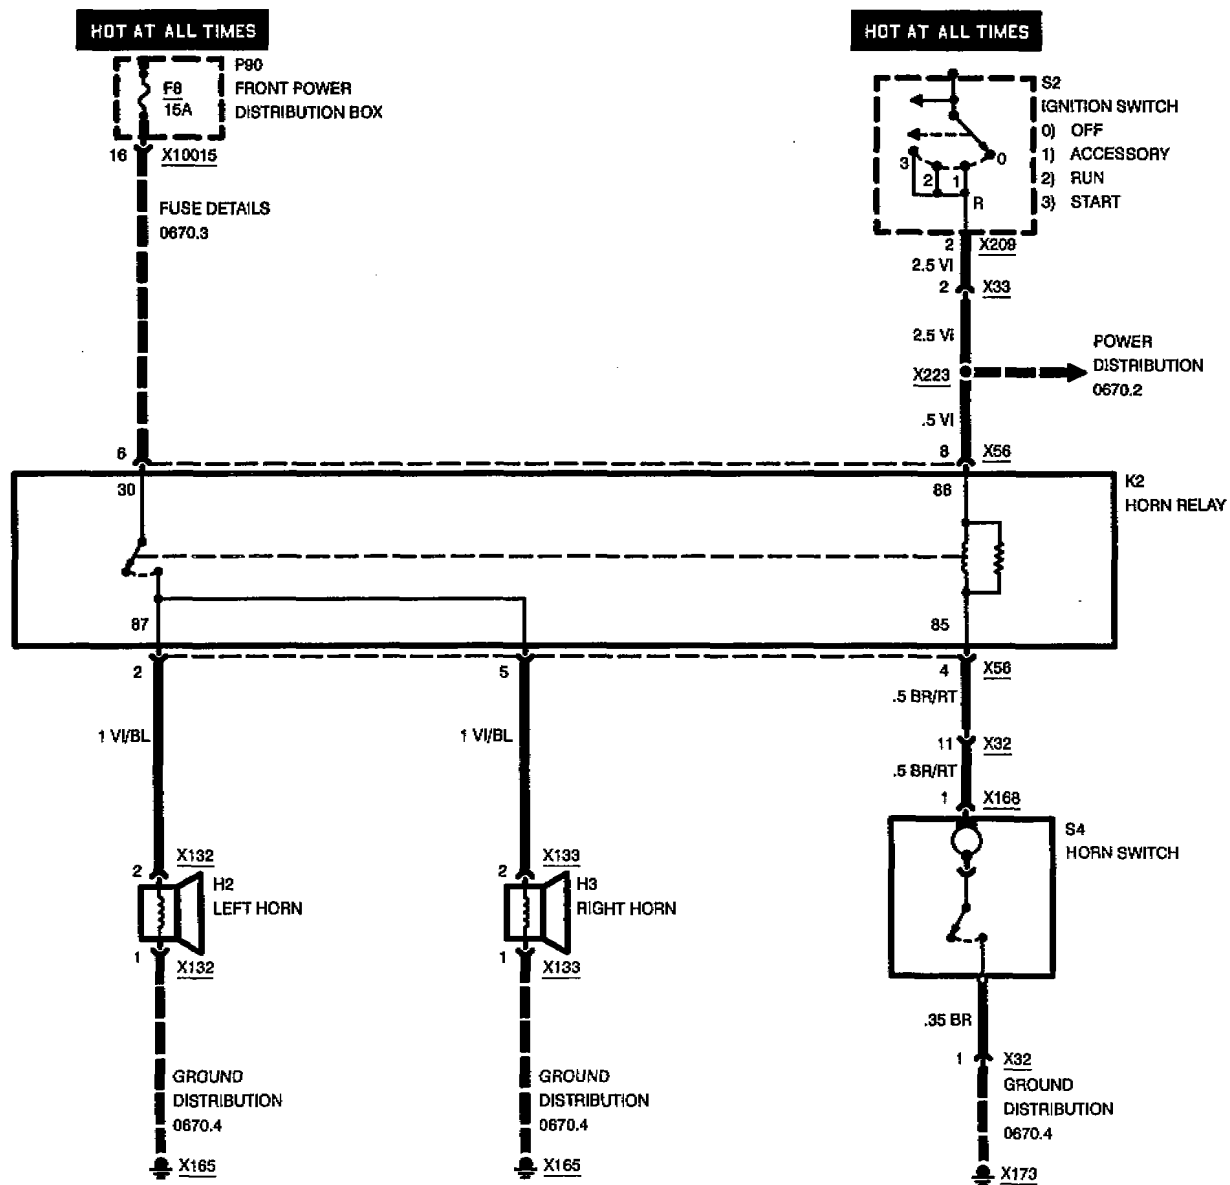 HOT AT ALL TIMES
HOT AT ALL TIMES
P90
FRONT POWER
DISTRIBUTION BOX
F8
15A
16
X10015
FUSE DETAILS
0670.3
S2
IGNITION SWITCH
0) OFF
1) ACCESSORY
2) RUN
3) START
0
3
2
1
R
2
X209
2.5 VI
2
X33
2.5 VI
X223
POWER
DISTRIBUTION
0670.2
.5 VI
6
8
X56
30
86
K2
HORN RELAY
87
85
2
5
4
X56
.5 BR/RT
1 VI/BL
1 VI/BL
11
X32
.5 BR/RT
1
X168
S4
HORN SWITCH
2
X132
H2
LEFT HORN
1
X132
2
X133
H3
RIGHT HORN
1
X133
.35 BR
1
X32
GROUND
DISTRIBUTION
0670.4
X165
GROUND
DISTRIBUTION
0670.4
X165
GROUND
DISTRIBUTION
0670.4
X173